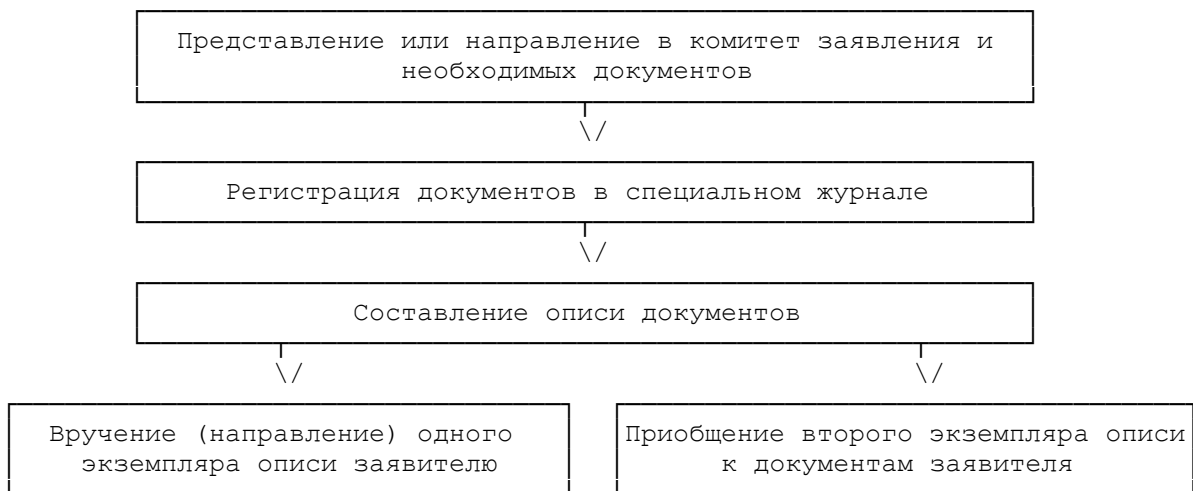 Представление или направление в комитет заявления и
необходимых документов
\/
Регистрация документов в специальном журнале
\/
Составление описи документов
\/ \/
Вручение (направление) одного
экземпляра описи заявителю
Приобщение второго экземпляра описи
к документам заявителя